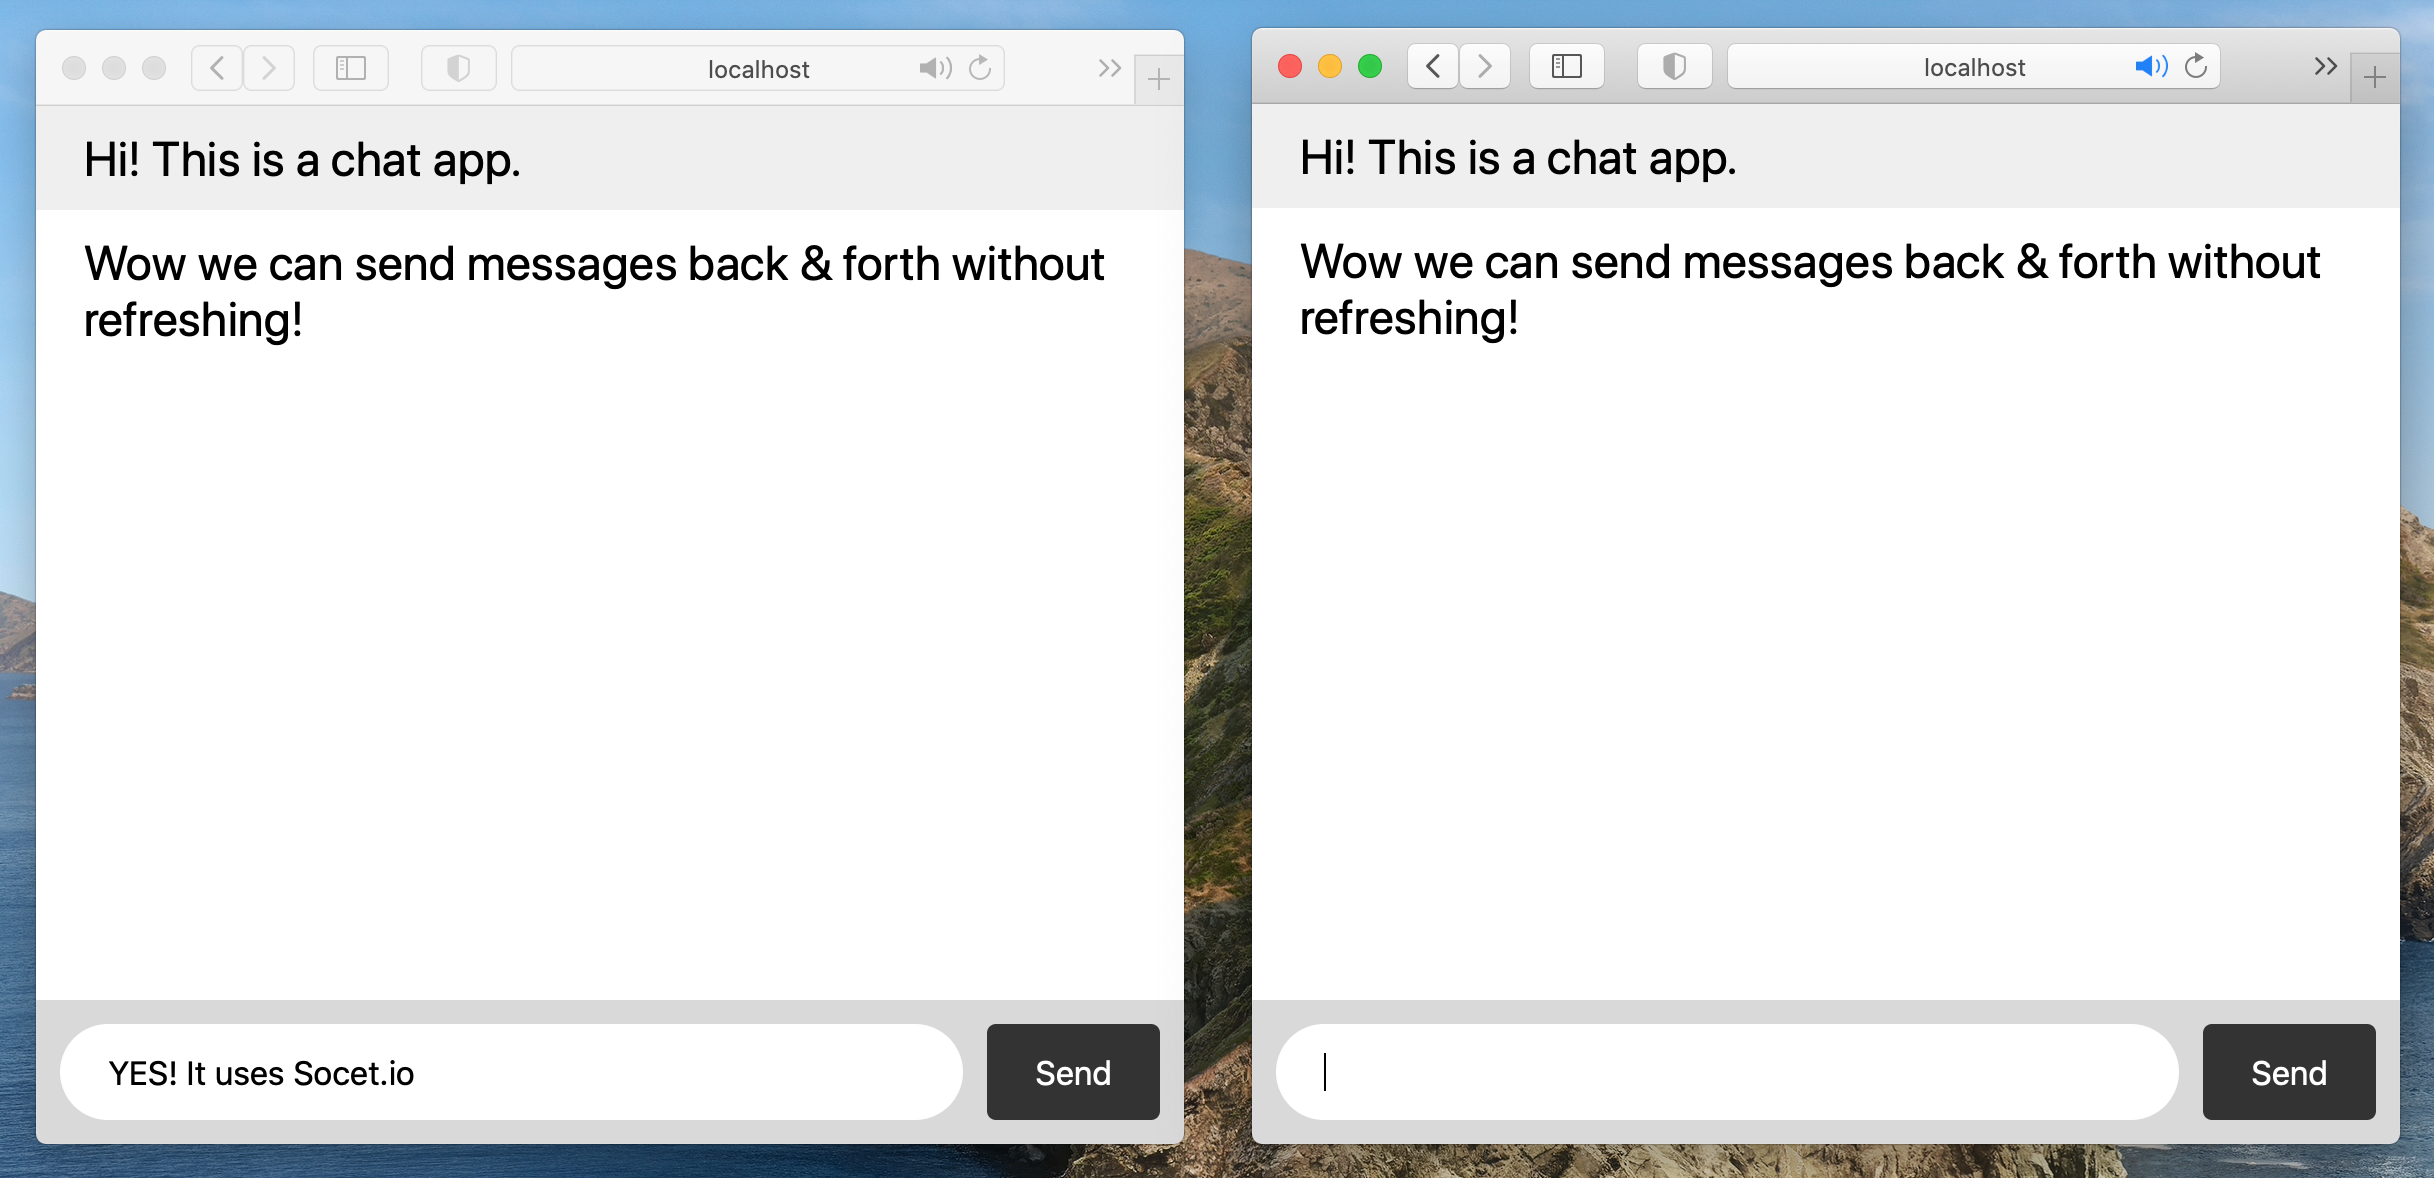 localhost
Hi! This is a chat app.
Wow we can send messages back & forth without
refreshing!
YES! It uses Socet.io
Send
localhost
Hi! This is a chat app.
Wow we can send messages back & forth without
refreshing!
Send